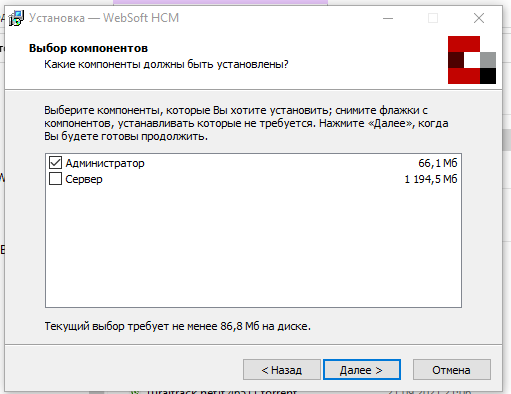 Установка — WebSoft HCM
Выбор компонентов
Какие компоненты должны быть установлены?
Выберите компоненты, которые Вы хотите установить; снимите флажки с
компонентов, устанавливать которые не требуется. Нажмите «Далее», когда
Вы будете готовы продолжить.
Администратор 66,1 Мб
Сервер 1 194,5 Мб
Текущий выбор требует не менее 86,8 Мб на диске.
< Назад Далее > Отмена